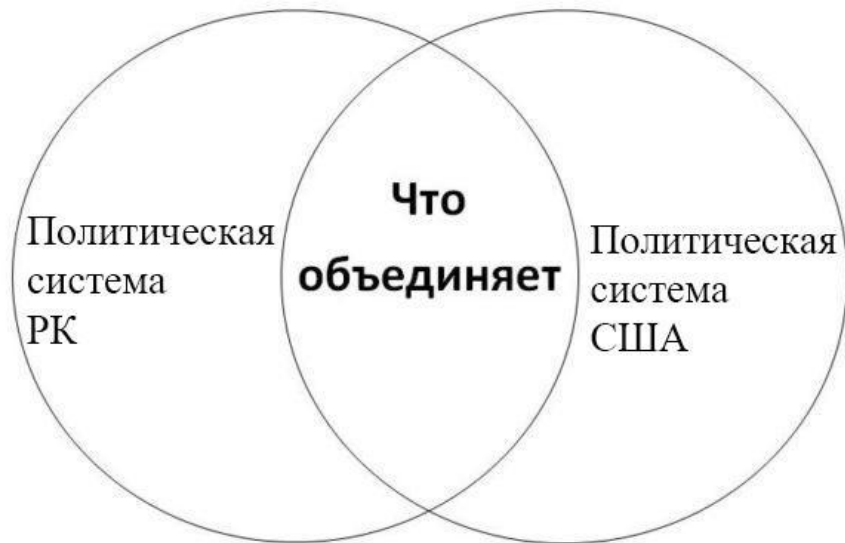 Политическая
система
РК
Что
объединяет
Политическая
система
США